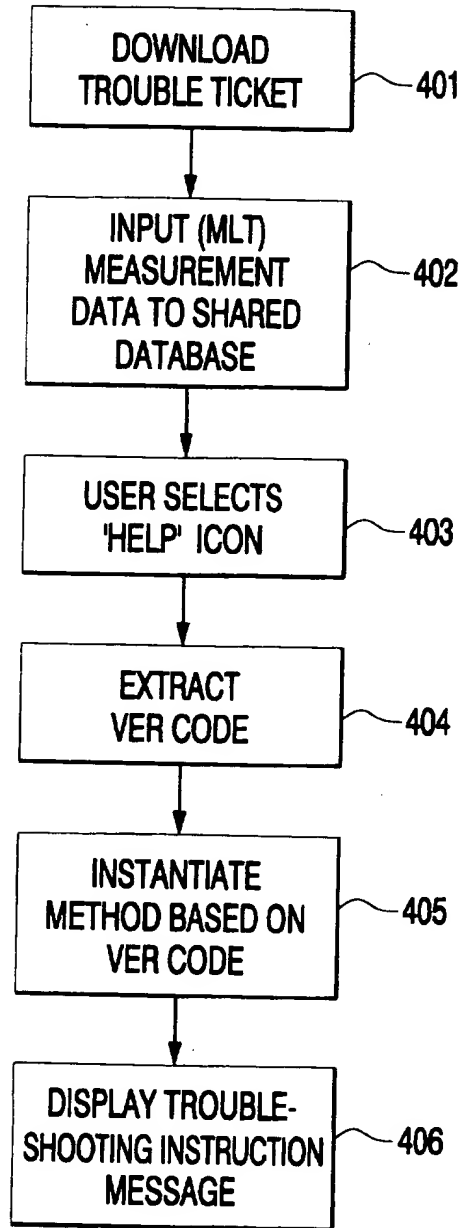 DOWNLOAD
TROUBLE TICKET
401
INPUT (MLT)
MEASUREMENT
DATA TO SHARED
DATABASE
402
USER SELECTS
'HELP' ICON
403
EXTRACT
VER CODE
404
INSTANTIATE
METHOD BASED ON
VER CODE
405
DISPLAY TROUBLE-
SHOOTING INSTRUCTION
MESSAGE
406